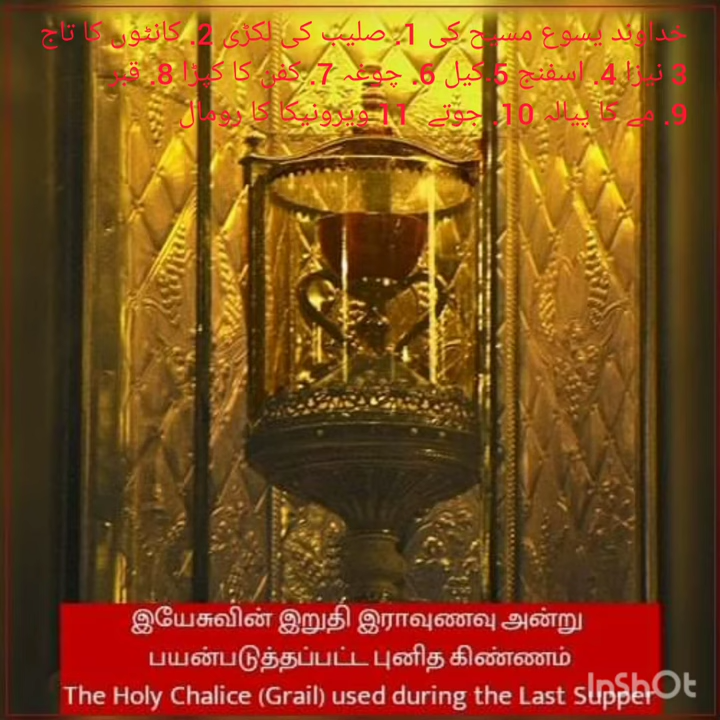 خداوند یسوع مسیح کی 1. صلیب کی لکڑی 2. کانٹوں کا تاج
3 نیزا 4. اسفنج 5.کیل 6. چوغہ 7. کفن کا کپڑا 8. قبر
9. مے کا پیالہ 10. جوتے 11 ویرونیکا کا رومال
இயேசுவின் இறுதி இராவுணவு அன்று
பயன்படுத்தப்பட்ட புனித கிண்ணம்
The Holy Chalice (Grail) used during the Last Supper
InShOt